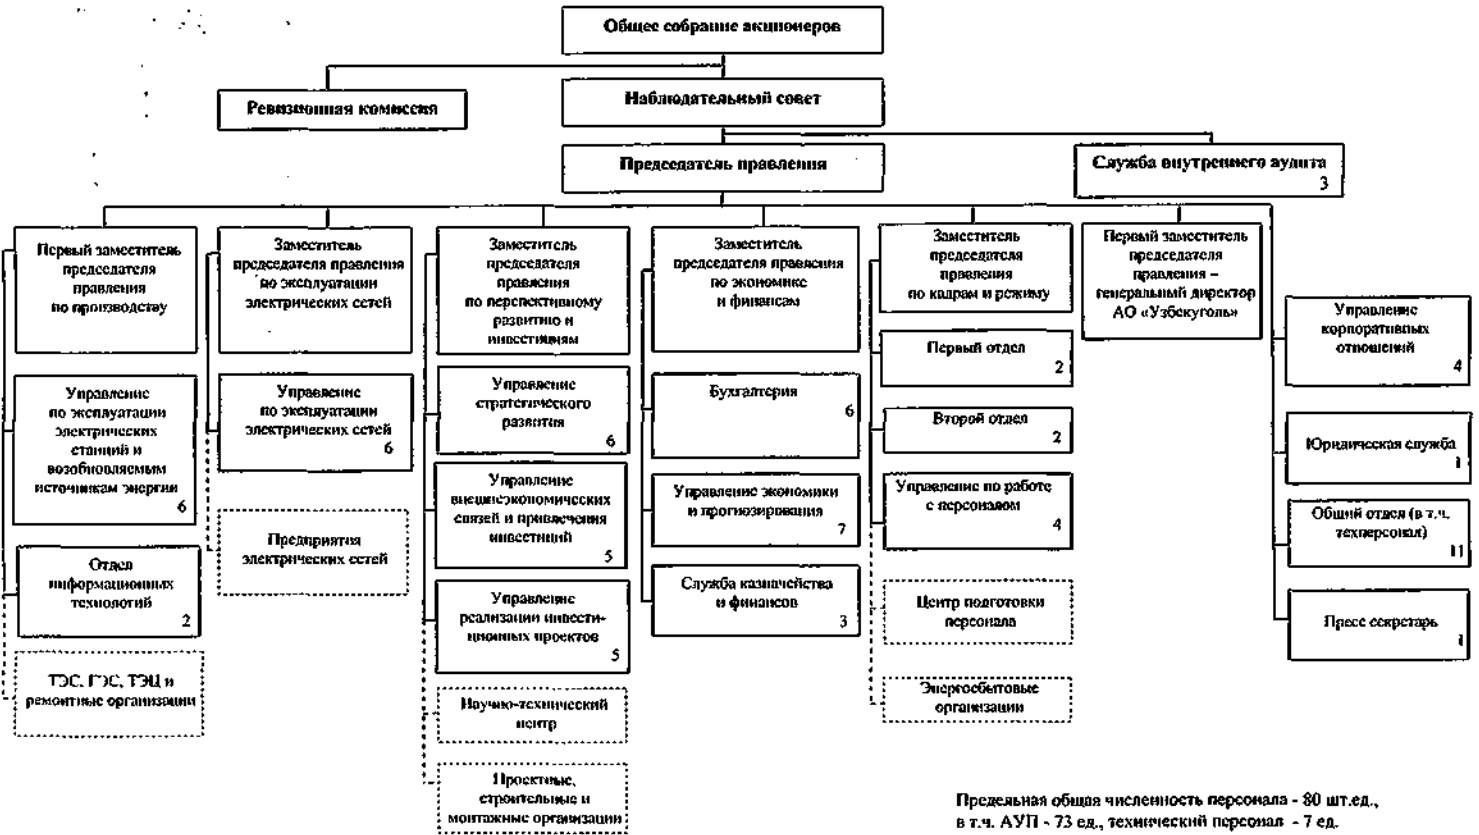 Общее собрание акционеров
Ревизионная комиссия
Наблюдательный совет
Председатель правления
Служба внутреннего аудита
3
Первый заместитель
председателя
правления
по производству
Управление
по эксплуатации
электрических
станций и
возобновляемым
источникам энергии
6
Отдел
информационных
технологий
2
ТЭС, ГЭС, ТЭЦ и
ремонтные организации
Заместитель
председателя правления
по эксплуатации
электрических сетей
Управление
по эксплуатации
электрических сетей
6
Предприятия
электрических сетей
Заместитель
председателя
правления
по перспективному
развитию и
инвестициям
Управление
стратегического
развития
6
Управление
внешнеэкономических
связей и привлечения
инвестиций
5
Управление
реализации инвести-
ционных проектов
5
Научно-технический
центр
Проектные,
строительные и
монтажные организации
Заместитель
председателя правления
по экономике
и финансам
Бухгалтерия
6
Управление экономики
и прогнозирования
7
Служба казначейства
и финансов
3
Заместитель
председателя
правления
по кадрам и режиму
Первый отдел
2
Второй отдел
2
Управление по работе
с персоналом
4
Центр подготовки
персонала
Энергосбытовые
организации
Первый заместитель
председателя
правления –
генеральный директор
АО «Узбекуголь»
Управление
корпоративных
отношений
4
Юридическая служба
1
Общий отдел (в т.ч.
техперсонал)
11
Пресс секретарь
1
Предельная общая численность персонала - 80 шт.ед.,
в т.ч. АУП - 73 ед., технический персонал - 7 ед.